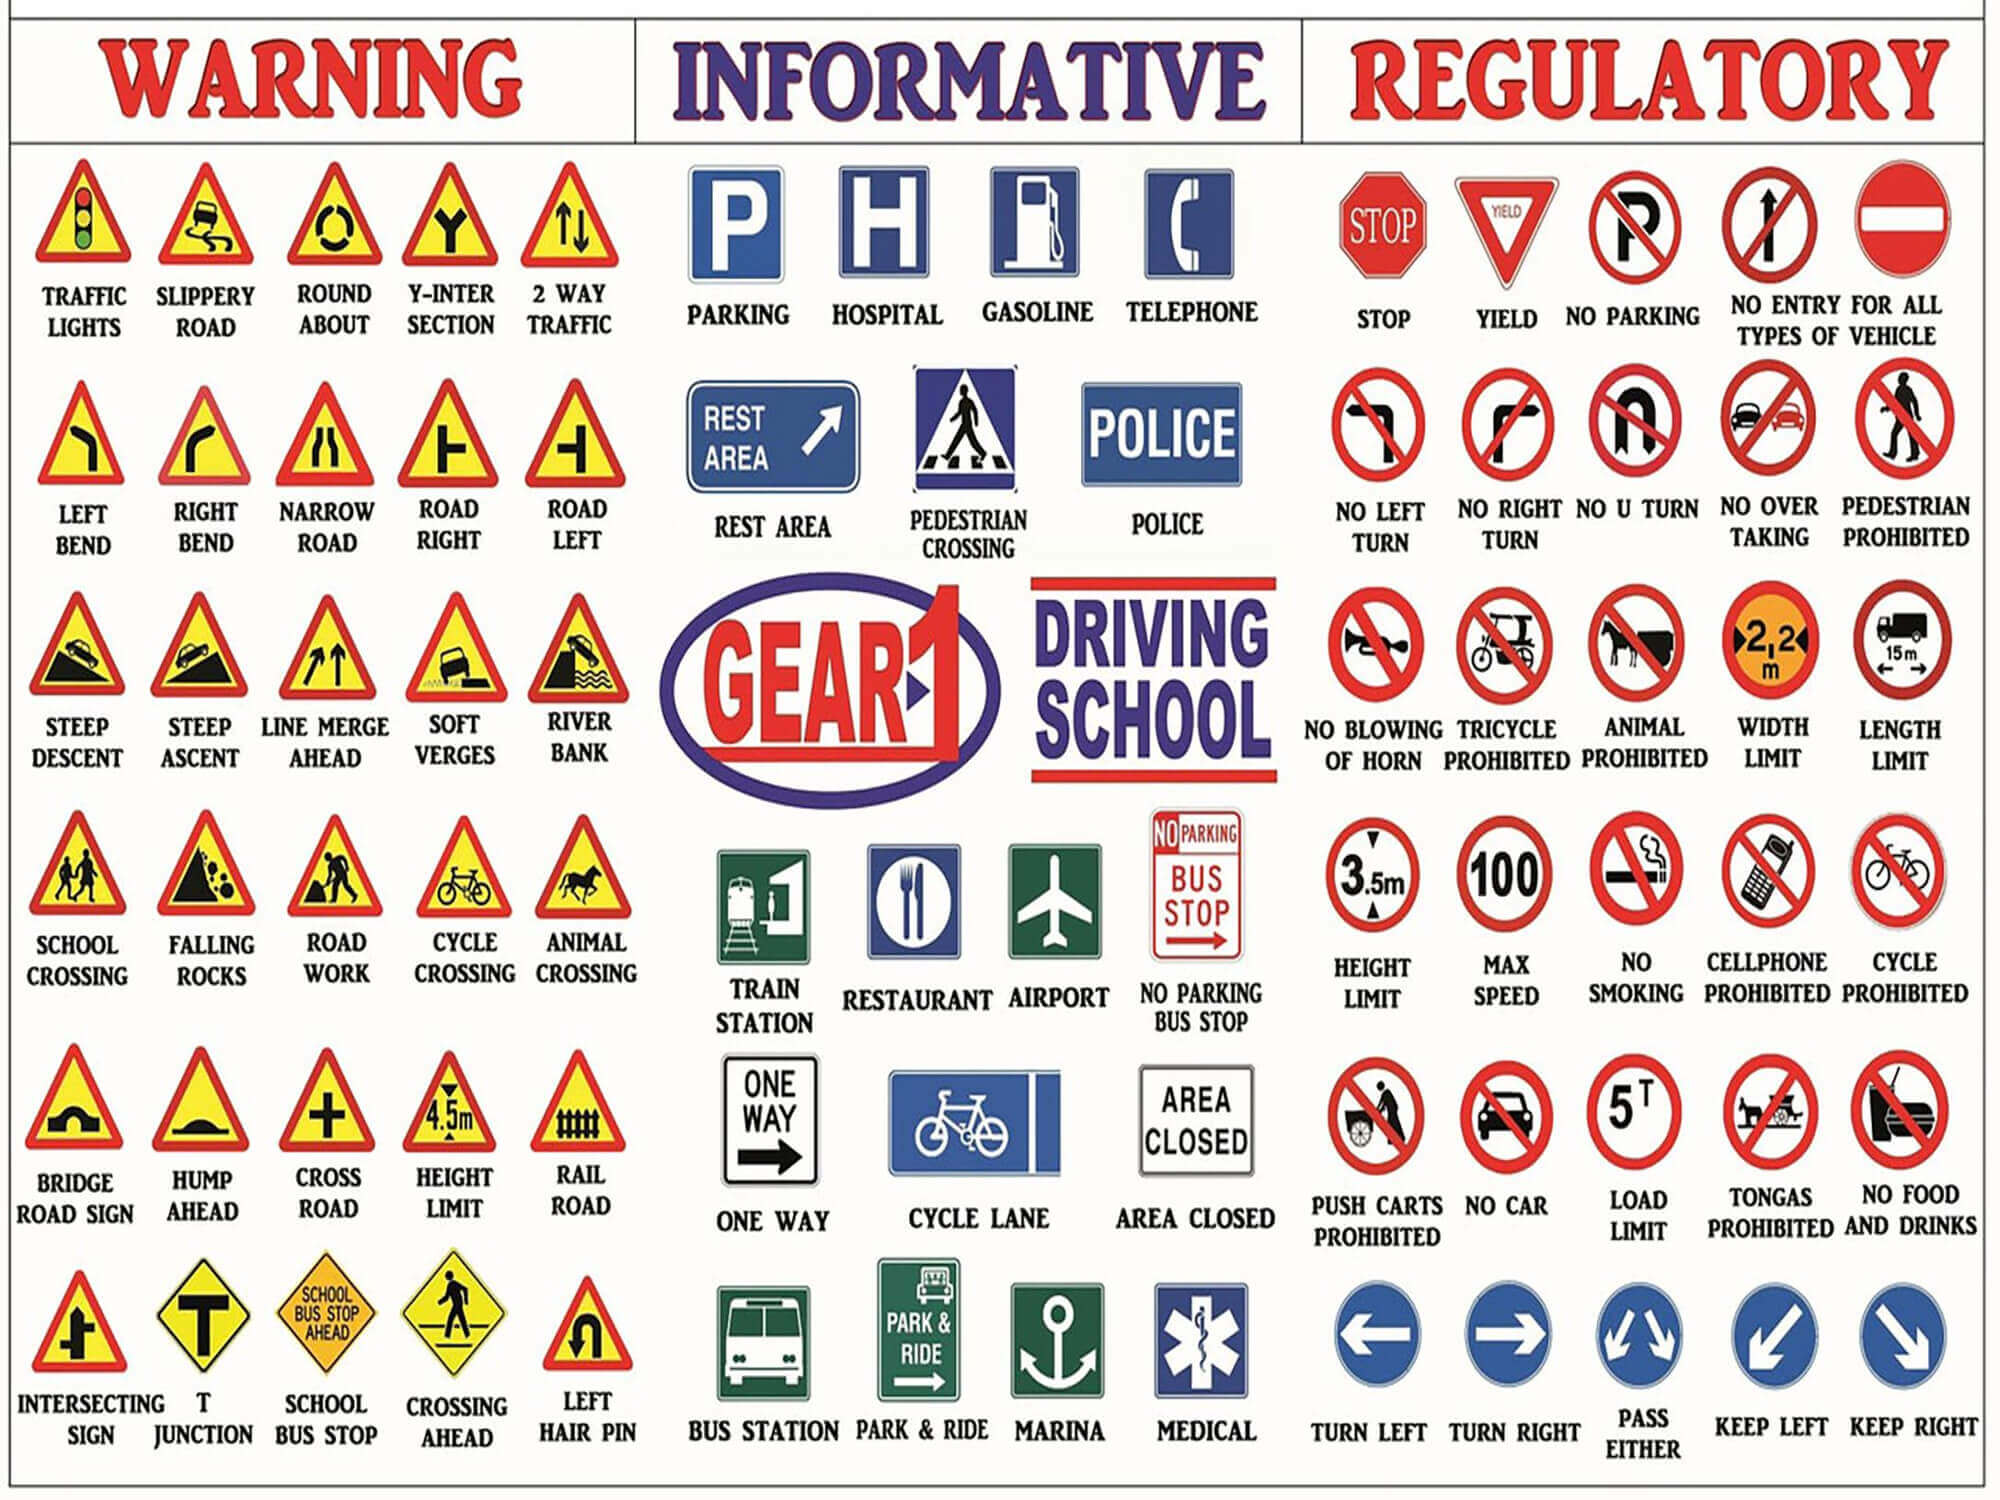 WARNING
INFORMATIVE
REGULATORY
TRAFFIC
LIGHTS
SLIPPERY
ROAD
ROUND
ABOUT
Y-INTER
SECTION
2 WAY
TRAFFIC
LEFT
BEND
RIGHT
BEND
NARROW
ROAD
ROAD
RIGHT
ROAD
LEFT
STEEP
DESCENT
STEEP
ASCENT
LINE MERGE
AHEAD
SOFT
VERGES
RIVER
BANK
SCHOOL
CROSSING
FALLING
ROCKS
ROAD
WORK
CYCLE
CROSSING
ANIMAL
CROSSING
BRIDGE
ROAD SIGN
HUMP
AHEAD
CROSS
ROAD
4.5m
HEIGHT
LIMIT
RAIL
ROAD
INTERSECTING
SIGN
T
JUNCTION
SCHOOL
BUS STOP
AHEAD
SCHOOL
BUS STOP
CROSSING
AHEAD
LEFT
HAIR PIN
P
PARKING
H
HOSPITAL
GASOLINE
TELEPHONE
REST
AREA
REST AREA
PEDESTRIAN
CROSSING
POLICE
POLICE
GEAR-1
DRIVING
SCHOOL
TRAIN
STATION
RESTAURANT
AIRPORT
NO PARKING
BUS
STOP
NO PARKING
BUS STOP
ONE
WAY
ONE WAY
CYCLE LANE
AREA
CLOSED
AREA CLOSED
BUS STATION
PARK &
RIDE
PARK & RIDE
MARINA
MEDICAL
STOP
STOP
YIELD
YIELD
P
NO PARKING
NO ENTRY FOR ALL
TYPES OF VEHICLE
NO LEFT
TURN
NO RIGHT
TURN
NO U TURN
NO OVER
TAKING
PEDESTRIAN
PROHIBITED
NO BLOWING
OF HORN
TRICYCLE
PROHIBITED
ANIMAL
PROHIBITED
2,2
m
WIDTH
LIMIT
15m
LENGTH
LIMIT
3.5m
HEIGHT
LIMIT
100
MAX
SPEED
NO
SMOKING
CELLPHONE
PROHIBITED
CYCLE
PROHIBITED
PUSH CARTS
PROHIBITED
NO CAR
5T
LOAD
LIMIT
TONGAS
PROHIBITED
NO FOOD
AND DRINKS
TURN LEFT
TURN RIGHT
PASS
EITHER
KEEP LEFT
KEEP RIGHT